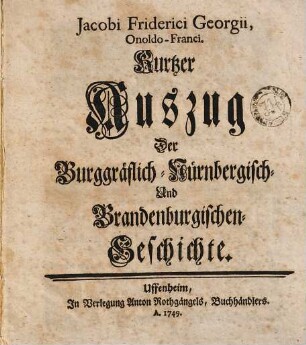 Jacobi Friderici Georgii,
Onoldo-Franci.
Kurtzer
Auszug
Der
Burggräflich-Nürnbergisch-
Und
Brandenburgischen-
Geschichte.
Uffenheim,
In Verlegung Anton Rothgängels, Buchhändlers.
A. 1749.